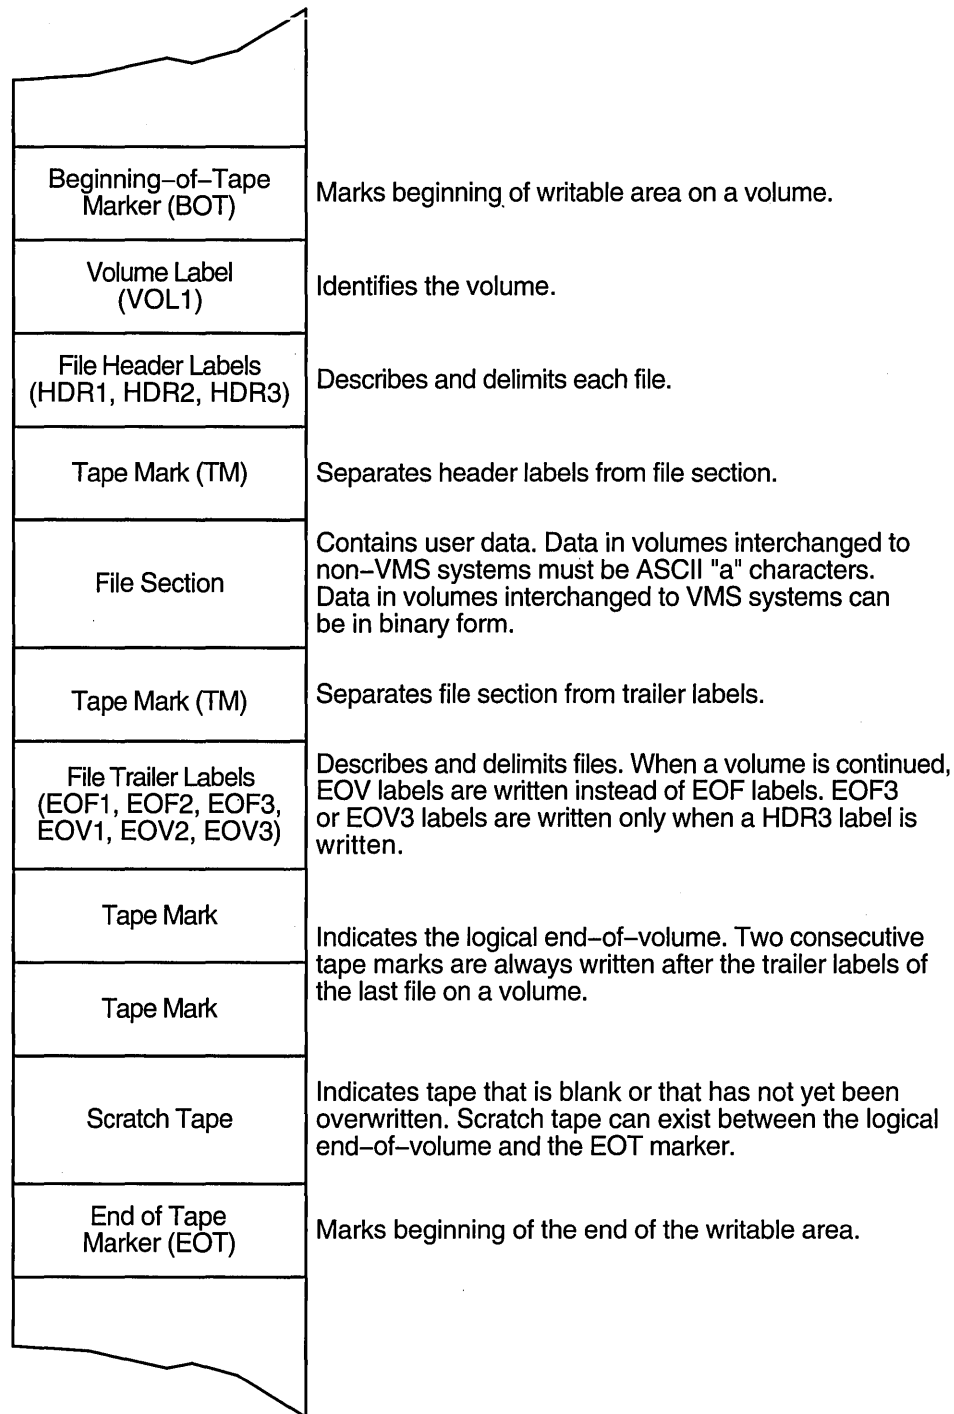 Beginning–of–Tape
Marker (BOT)
Marks beginning of writable area on a volume.
Volume Label
(VOL1)
Identifies the volume.
File Header Labels
(HDR1, HDR2, HDR3)
Describes and delimits each file.
Tape Mark (TM)
Separates header labels from file section.
File Section
Contains user data. Data in volumes interchanged to
non–VMS systems must be ASCII "a" characters.
Data in volumes interchanged to VMS systems can
be in binary form.
Tape Mark (TM)
Separates file section from trailer labels.
File Trailer Labels
(EOF1, EOF2, EOF3,
EOV1, EOV2, EOV3)
Describes and delimits files. When a volume is continued,
EOV labels are written instead of EOF labels. EOF3
or EOV3 labels are written only when a HDR3 label is
written.
Tape Mark
Tape Mark
Indicates the logical end–of–volume. Two consecutive
tape marks are always written after the trailer labels of
the last file on a volume.
Scratch Tape
Indicates tape that is blank or that has not yet been
overwritten. Scratch tape can exist between the logical
end–of–volume and the EOT marker.
End of Tape
Marker (EOT)
Marks beginning of the end of the writable area.